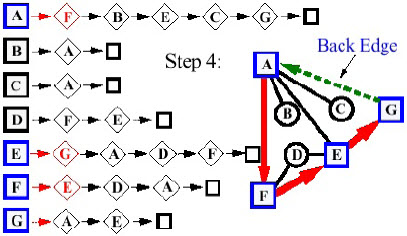 A F B E C G
B A
C A
D F E
E G A D F
F E D A
G A E
Step 4:
Back Edge
A
B
C
G
D
E
F